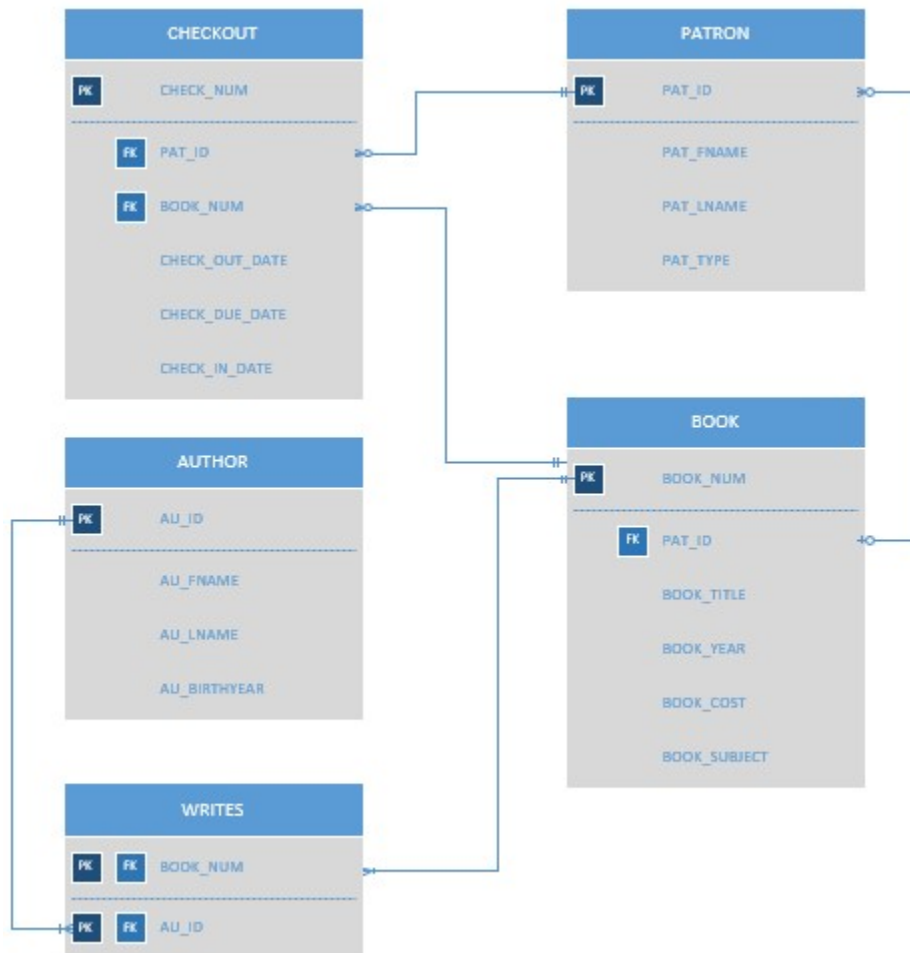 CHECKOUT
PK CHECK_NUM
FK PAT_ID
FK BOOK_NUM
CHECK_OUT_DATE
CHECK_DUE_DATE
CHECK_IN_DATE
PATRON
PK PAT_ID
PAT_FNAME
PAT_LNAME
PAT_TYPE
AUTHOR
PK AU_ID
AU_FNAME
AU_LNAME
AU_BIRTHYEAR
BOOK
PK BOOK_NUM
FK PAT_ID
BOOK_TITLE
BOOK_YEAR
BOOK_COST
BOOK_SUBJECT
WRITES
PK FK BOOK_NUM
PK FK AU_ID